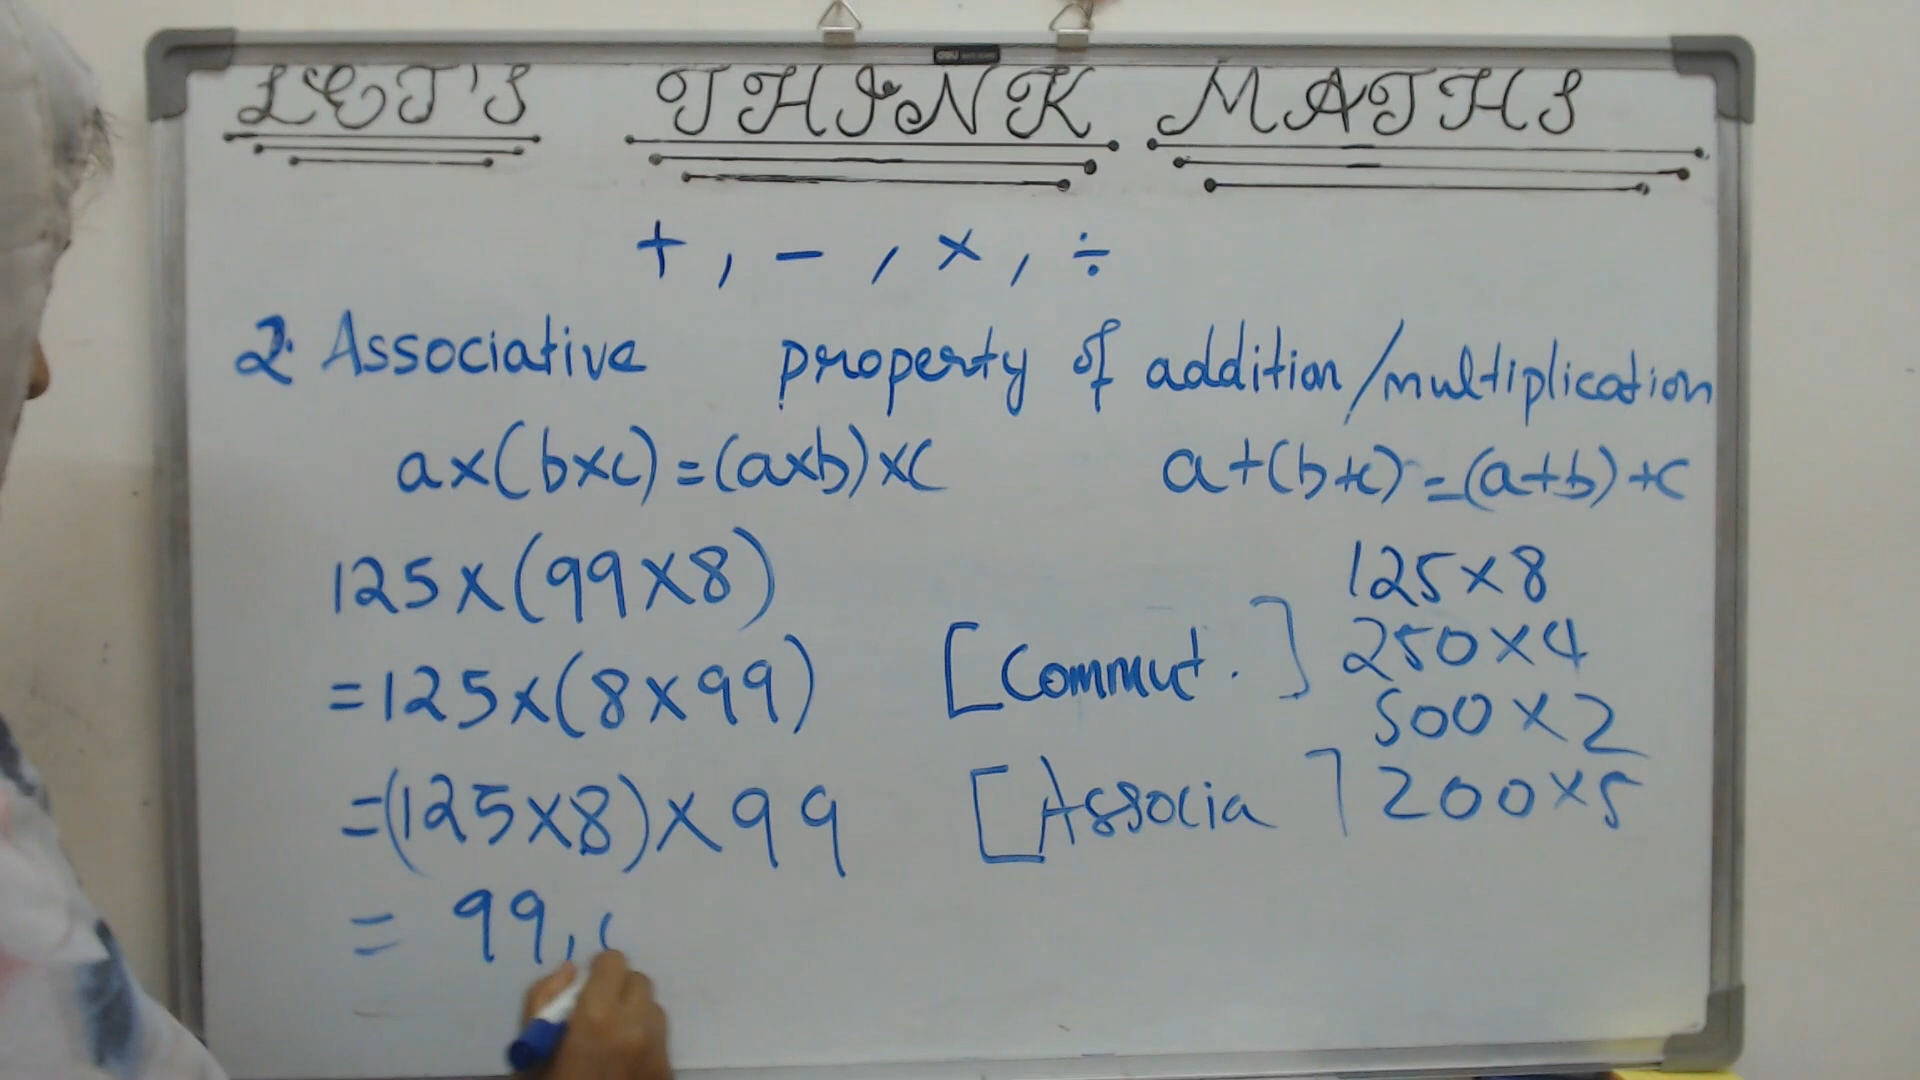 LET'S THINK MATHS
+ , - , × , ÷
2. Associative property of addition/multiplication
a×(b×c)=(a×b)×c a+(b+c)=(a+b)+c
125×(99×8) 125×8
=125×(8×99) [Commut.] 250×4
500×2
=(125×8)×99 [Associa] 200×5
= 99,